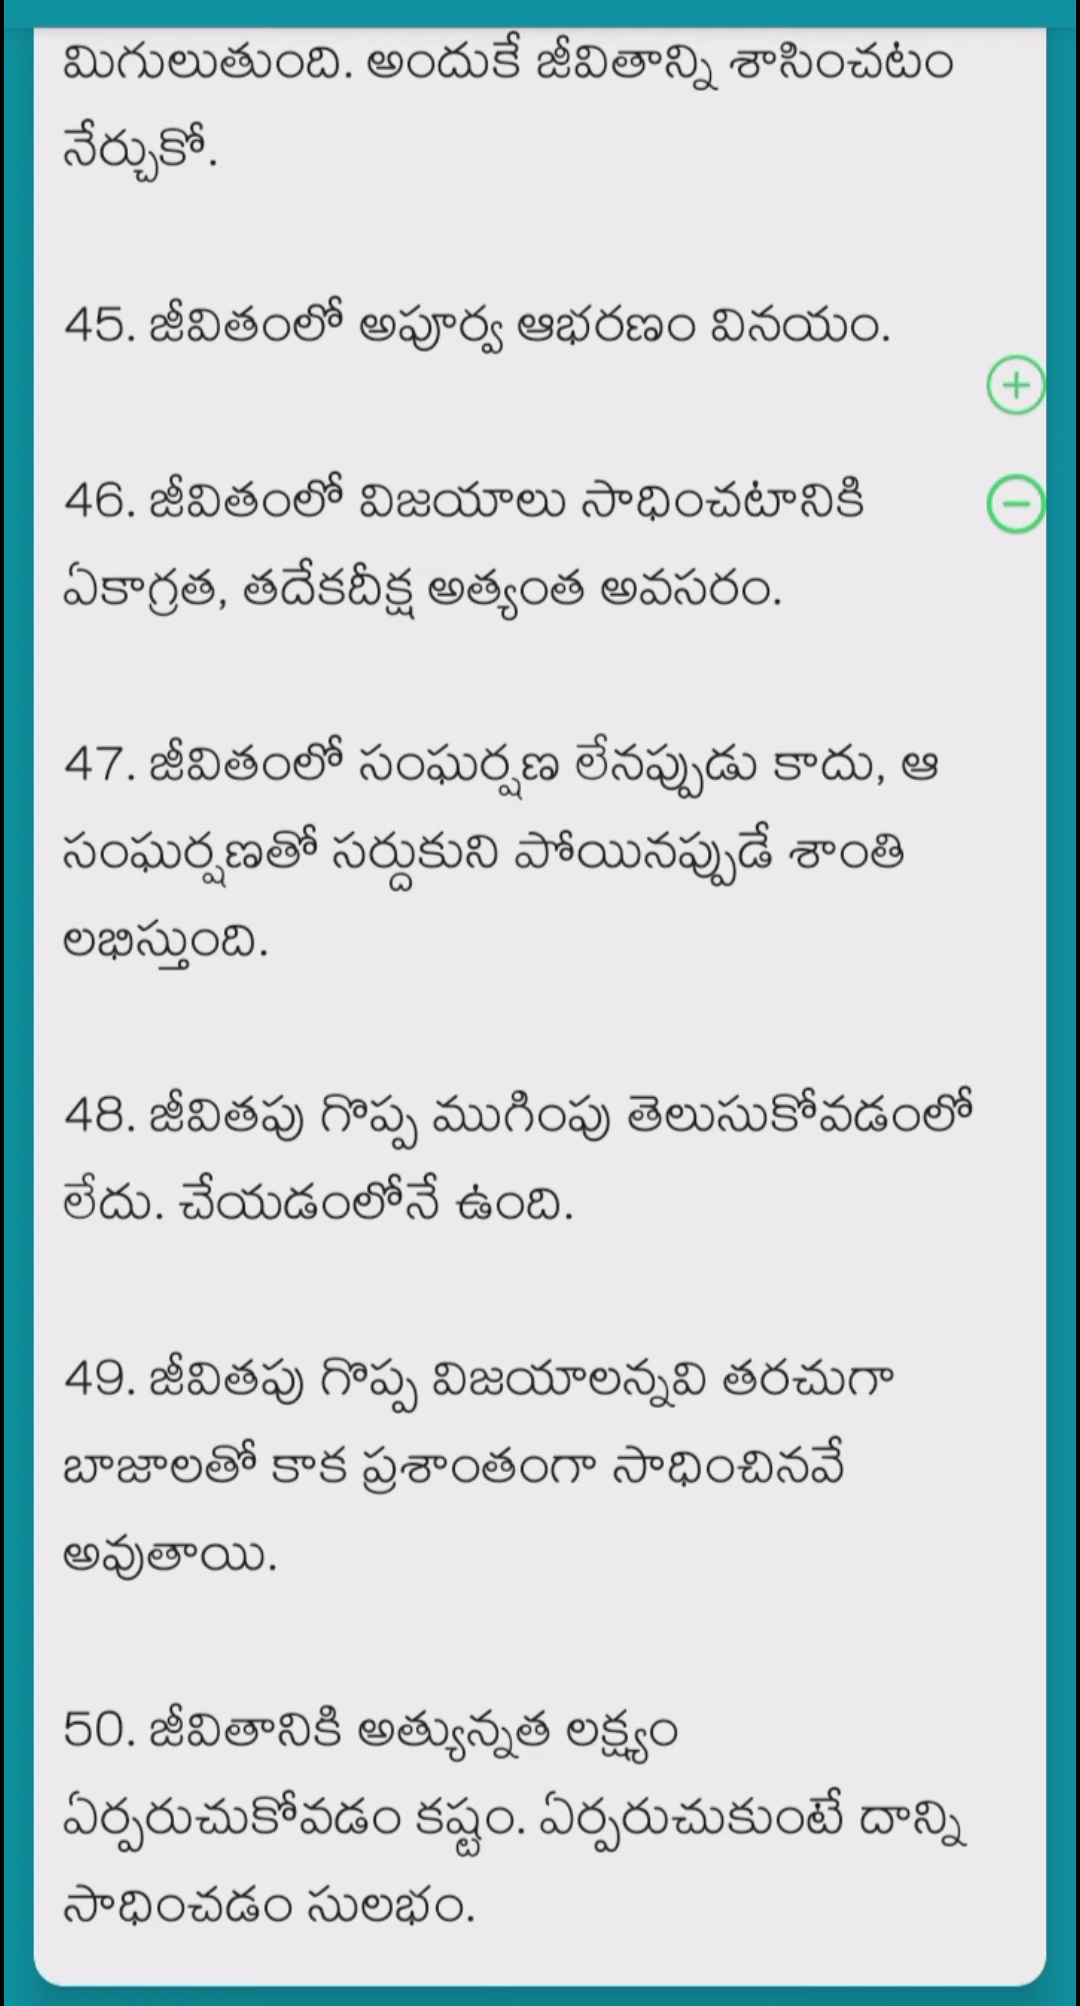 మిగులుతుంది. అందుకే జీవితాన్ని శాసించటం
నేర్చుకో.
45. జీవితంలో అపూర్వ ఆభరణం వినయం.
46. జీవితంలో విజయాలు సాధించటానికి
ఏకాగ్రత, తదేకదీక్ష అత్యంత అవసరం.
47. జీవితంలో సంఘర్షణ లేనప్పుడు కాదు, ఆ
సంఘర్షణతో సర్దుకుని పోయినప్పుడే శాంతి
లభిస్తుంది.
48. జీవితపు గొప్ప ముగింపు తెలుసుకోవడంలో
లేదు. చేయడంలోనే ఉంది.
49. జీవితపు గొప్ప విజయాలన్నవి తరచుగా
బాజాలతో కాక ప్రశాంతంగా సాధించినవే
అవుతాయి.
50. జీవితానికి అత్యున్నత లక్ష్యం
ఏర్పరుచుకోవడం కష్టం. ఏర్పరుచుకుంటే దాన్ని
సాధించడం సులభం.